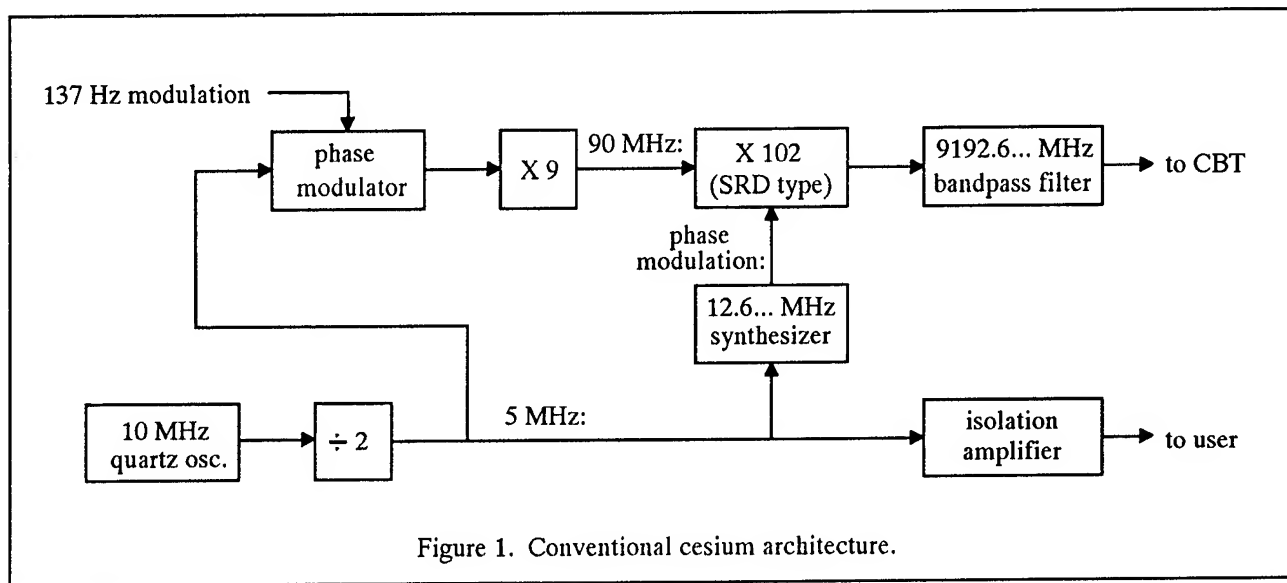 137 Hz modulation
phase
modulator
X 9
90 MHz:
X 102
(SRD type)
9192.6... MHz
bandpass filter
to CBT
phase
modulation:
12.6... MHz
synthesizer
10 MHz
quartz osc.
÷ 2
5 MHz:
isolation
amplifier
to user
Figure 1. Conventional cesium architecture.